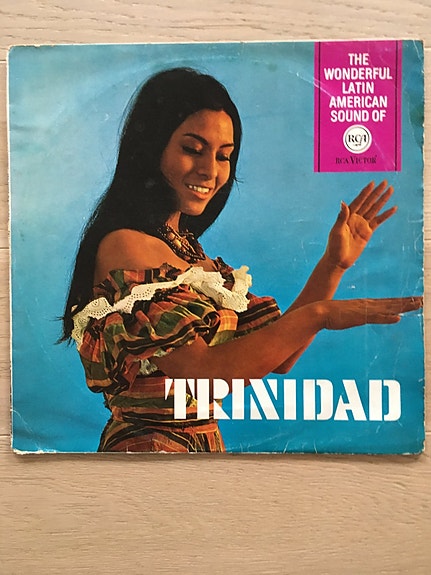 THE
WONDERFUL
LATIN
AMERICAN
SOUND OF
RCA
RCA VICTOR
TRINIDAD